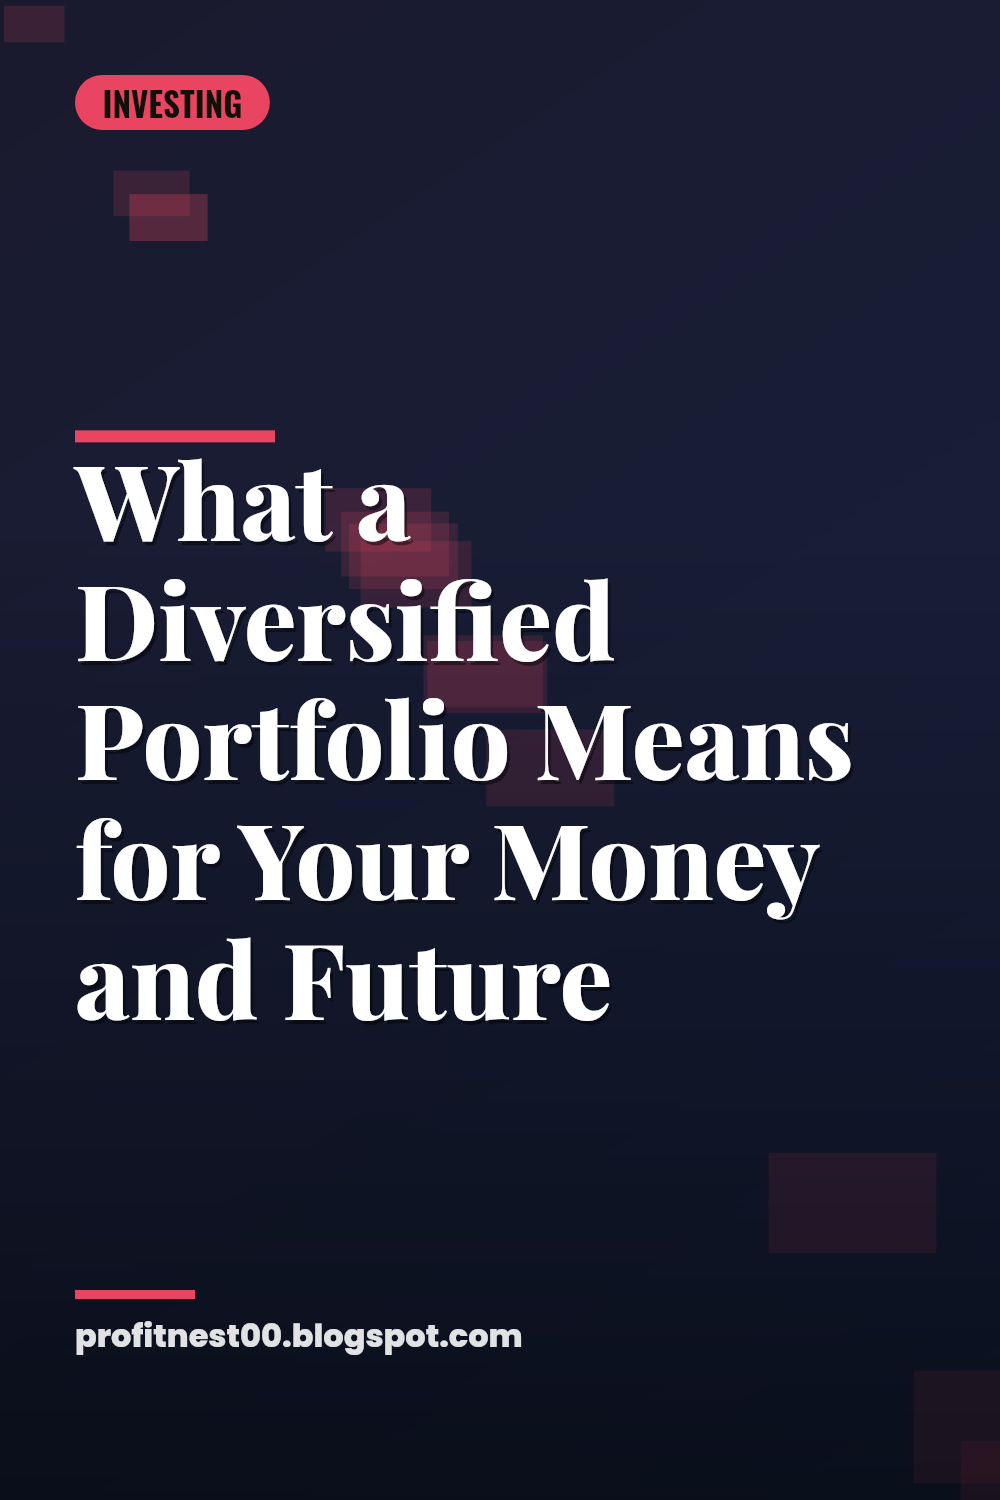 INVESTING
What a
Diversified
Portfolio Means
for Your Money
and Future
profitnest00.blogspot.com